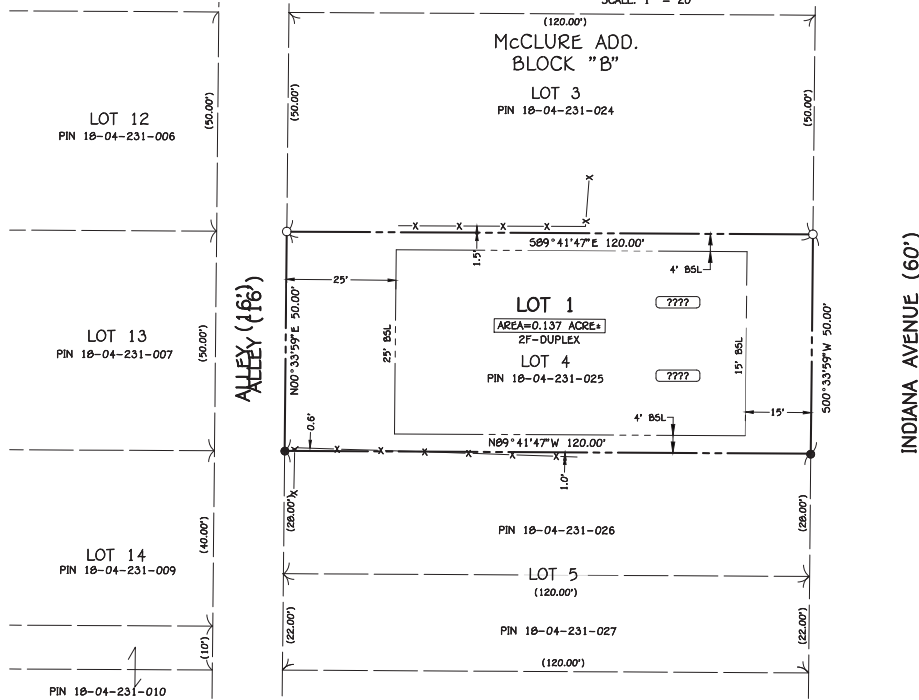 SCALE: 1" = 20'
(120.00')
McCLURE ADD.
BLOCK "B"
LOT 3
PIN 18-04-231-024
(50.00')
(50.00')
(50.00')
LOT 12
PIN 18-04-231-006
S89°41'47"E 120.00'
1.5'
4' BSL
25'
ALLEY (16')
ALLEY (16')
N00°33'59"E 50.00'
25' BSL
LOT 1
AREA=0.137 ACRE±
2F-DUPLEX
LOT 4
PIN 18-04-231-025
????
????
15' BSL
15'
S00°33'59"W 50.00'
INDIANA AVENUE (60')
LOT 13
PIN 18-04-231-007
(50.00')
4' BSL
N89°41'47"W 120.00'
0.6'
1.0'
(28.00')
(28.00')
PIN 18-04-231-026
LOT 14
PIN 18-04-231-009
(40.00')
LOT 5
(120.00')
(22.00')
(22.00')
PIN 18-04-231-027
(10')
(120.00')
1
PIN 18-04-231-010